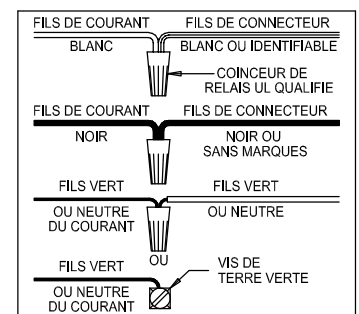 FILS DE COURANT FILS DE CONNECTEUR
BLANC BLANC OU IDENTIFIABLE
COINCEUR DE
RELAIS UL QUALIFIE
FILS DE COURANT FILS DE CONNECTEUR
NOIR NOIR OU
SANS MARQUES
FILS VERT FILS VERT
OU NEUTRE OU NEUTRE
DU COURANT
OU
FILS VERT VIS DE
TERRE VERTE
OU NEUTRE
DU COURANT